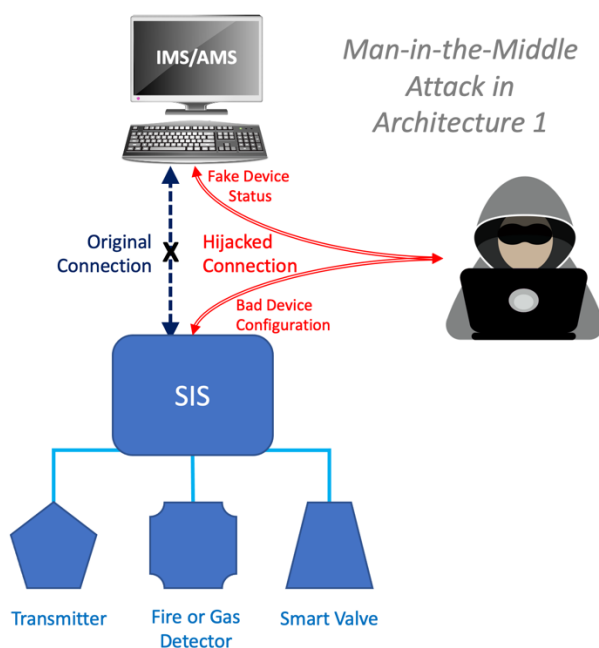 IMS/AMS
Man-in-the-Middle
Attack in
Architecture 1
Fake Device
Status
Original
Connection
X
Hijacked
Connection
Bad Device
Configuration
SIS
Transmitter
Fire or Gas
Detector
Smart Valve